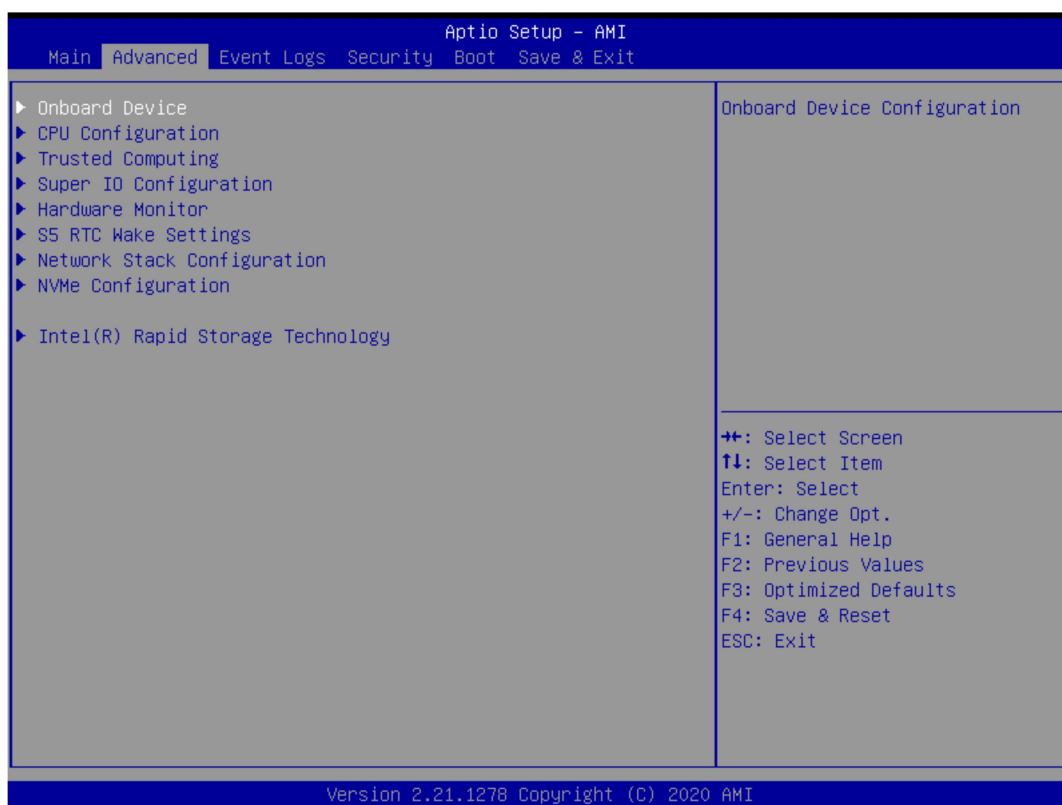 Aptio Setup – AMI
Main Advanced Event Logs Security Boot Save & Exit
▶ Onboard Device
▶ CPU Configuration
▶ Trusted Computing
▶ Super IO Configuration
▶ Hardware Monitor
▶ S5 RTC Wake Settings
▶ Network Stack Configuration
▶ NVMe Configuration
▶ Intel(R) Rapid Storage Technology
Onboard Device Configuration
→←: Select Screen
↑↓: Select Item
Enter: Select
+/-: Change Opt.
F1: General Help
F2: Previous Values
F3: Optimized Defaults
F4: Save & Reset
ESC: Exit
Version 2.21.1278 Copyright (C) 2020 AMI